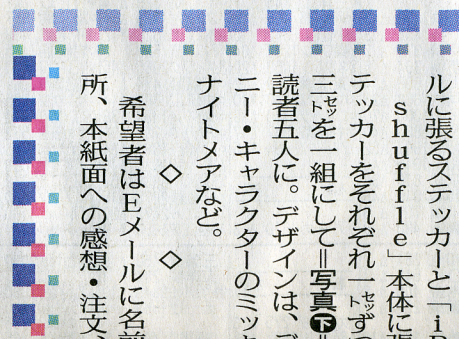 ルに張るステッカーと「iP
shuffle」本体に張
テッカーをそれぞれ一セットずつ
三セットを一組にして＝写真下＝
読者五人に。デザインは、デ
ニー・キャラクターのミッキ
ナイトメアなど。
◇　◇
希望者はEメールに名前
所、本紙面への感想・注文、